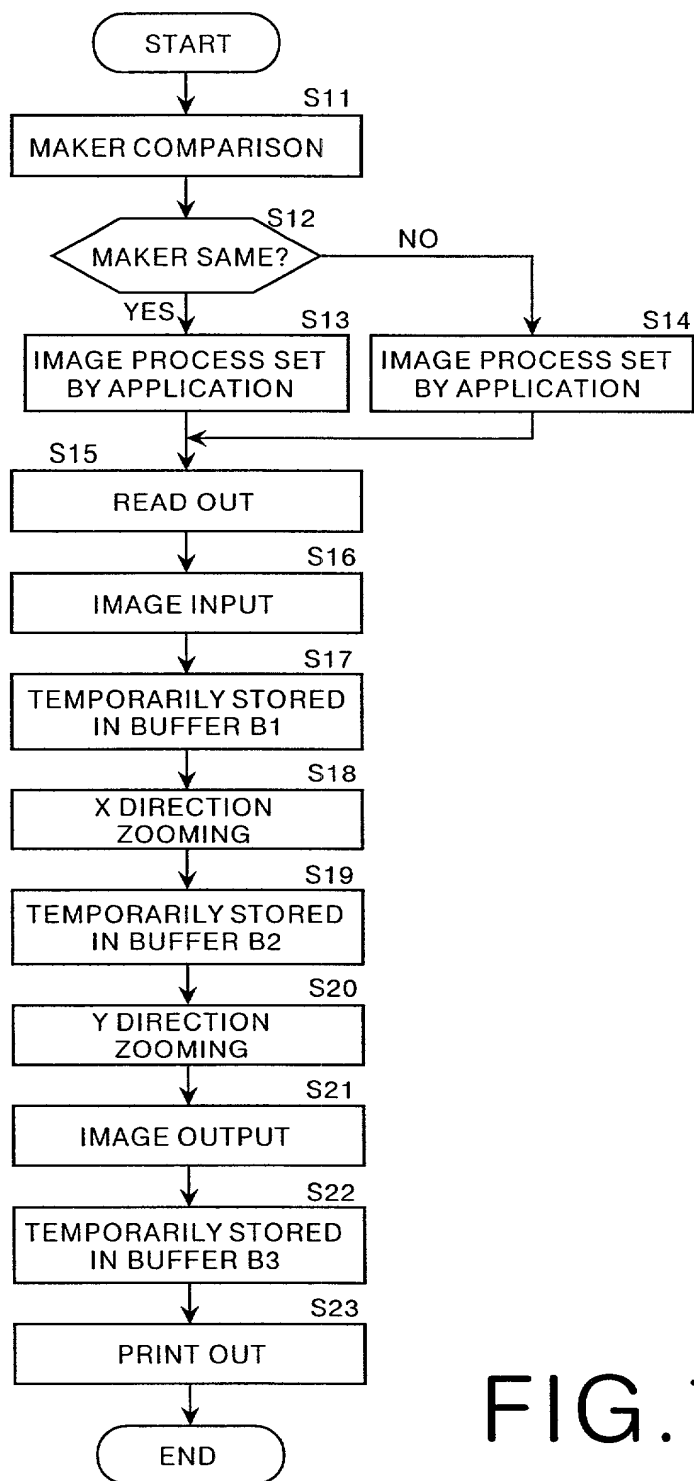 START
S11
MAKER COMPARISON
S12
MAKER SAME?
NO
YES
S13
IMAGE PROCESS SET
BY APPLICATION
S14
IMAGE PROCESS SET
BY APPLICATION
S15
READ OUT
S16
IMAGE INPUT
S17
TEMPORARILY STORED
IN BUFFER B1
S18
X DIRECTION
ZOOMING
S19
TEMPORARILY STORED
IN BUFFER B2
S20
Y DIRECTION
ZOOMING
S21
IMAGE OUTPUT
S22
TEMPORARILY STORED
IN BUFFER B3
S23
PRINT OUT
END
FIG.